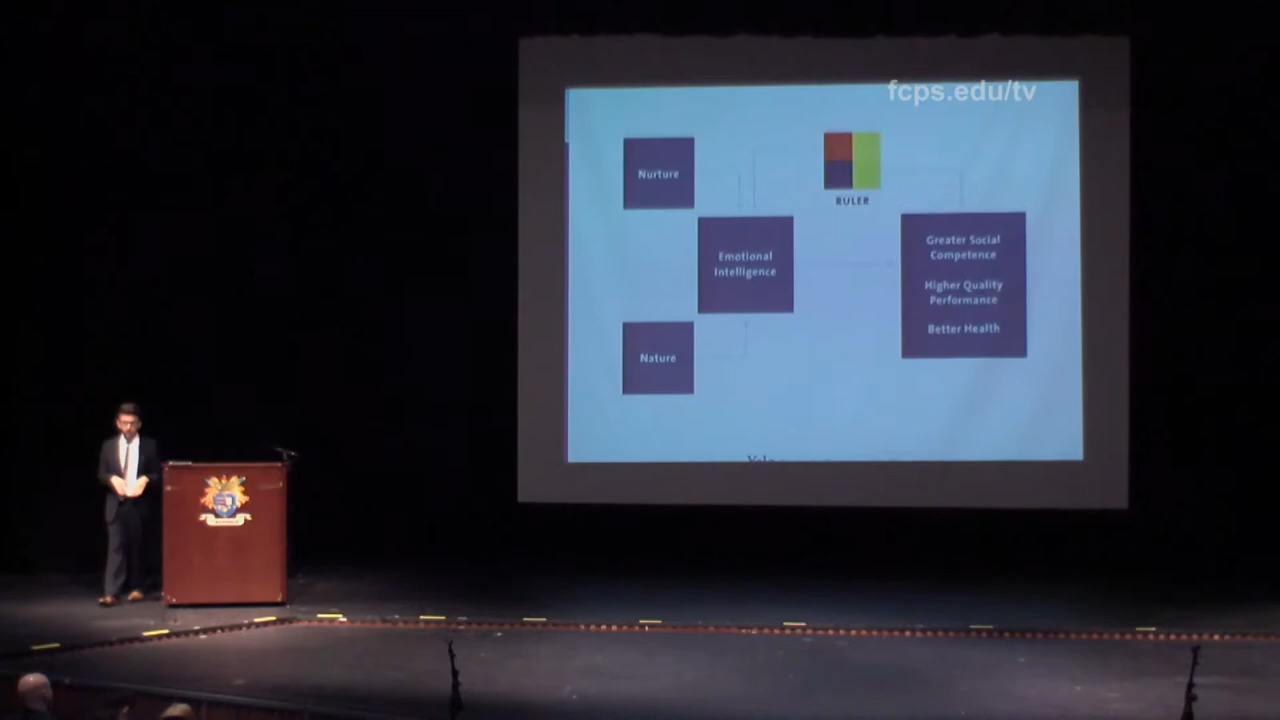 fcps.edu/tv
Nurture
RULER
Emotional
Intelligence
Greater Social
Competence
Higher Quality
Performance
Better Health
Nature